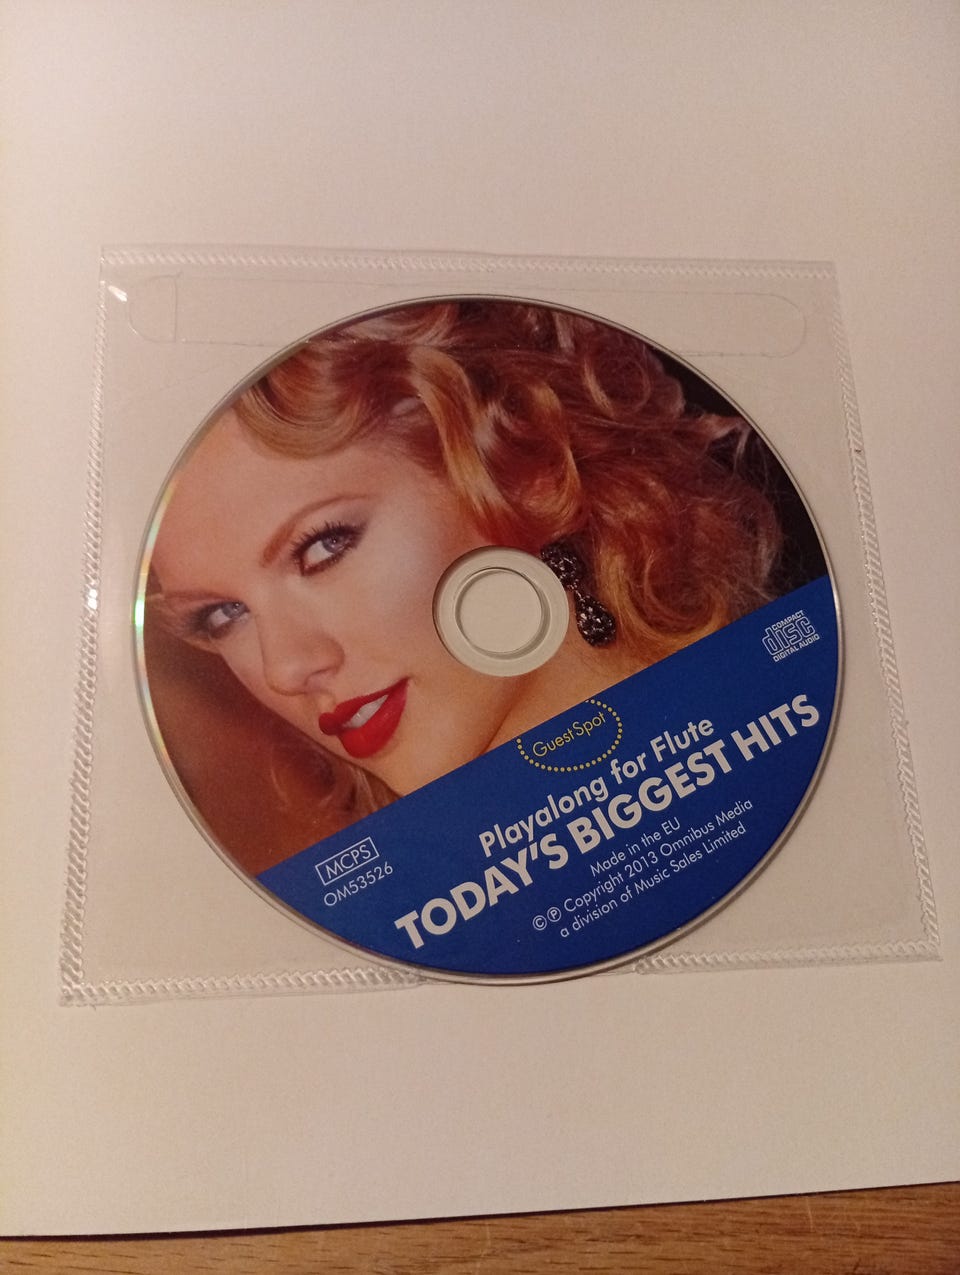 COMPACT
disc
DIGITAL AUDIO
GuestSpot
Playalong for Flute
TODAY'S BIGGEST HITS
MCPS
OM53526
Made in the EU
© ℗ Copyright 2013 Omnibus Media
a division of Music Sales Limited